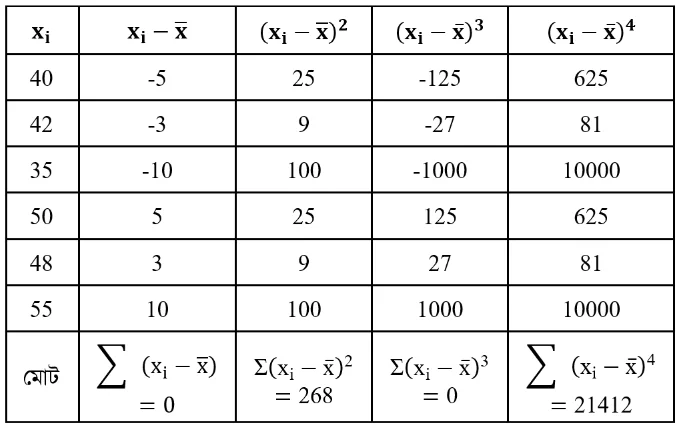 xᵢ xᵢ − x̅ (xᵢ − x̅)² (xᵢ − x̄)³ (xᵢ − x̄)⁴
40 -5 25 -125 625
42 -3 9 -27 81
35 -10 100 -1000 10000
50 5 25 125 625
48 3 9 27 81
55 10 100 1000 10000
মোট ∑ (xᵢ − x̅) = 0 Σ(xᵢ − x̄)² = 268 Σ(xᵢ − x̄)³ = 0 ∑ (xᵢ − x̄)⁴ = 21412